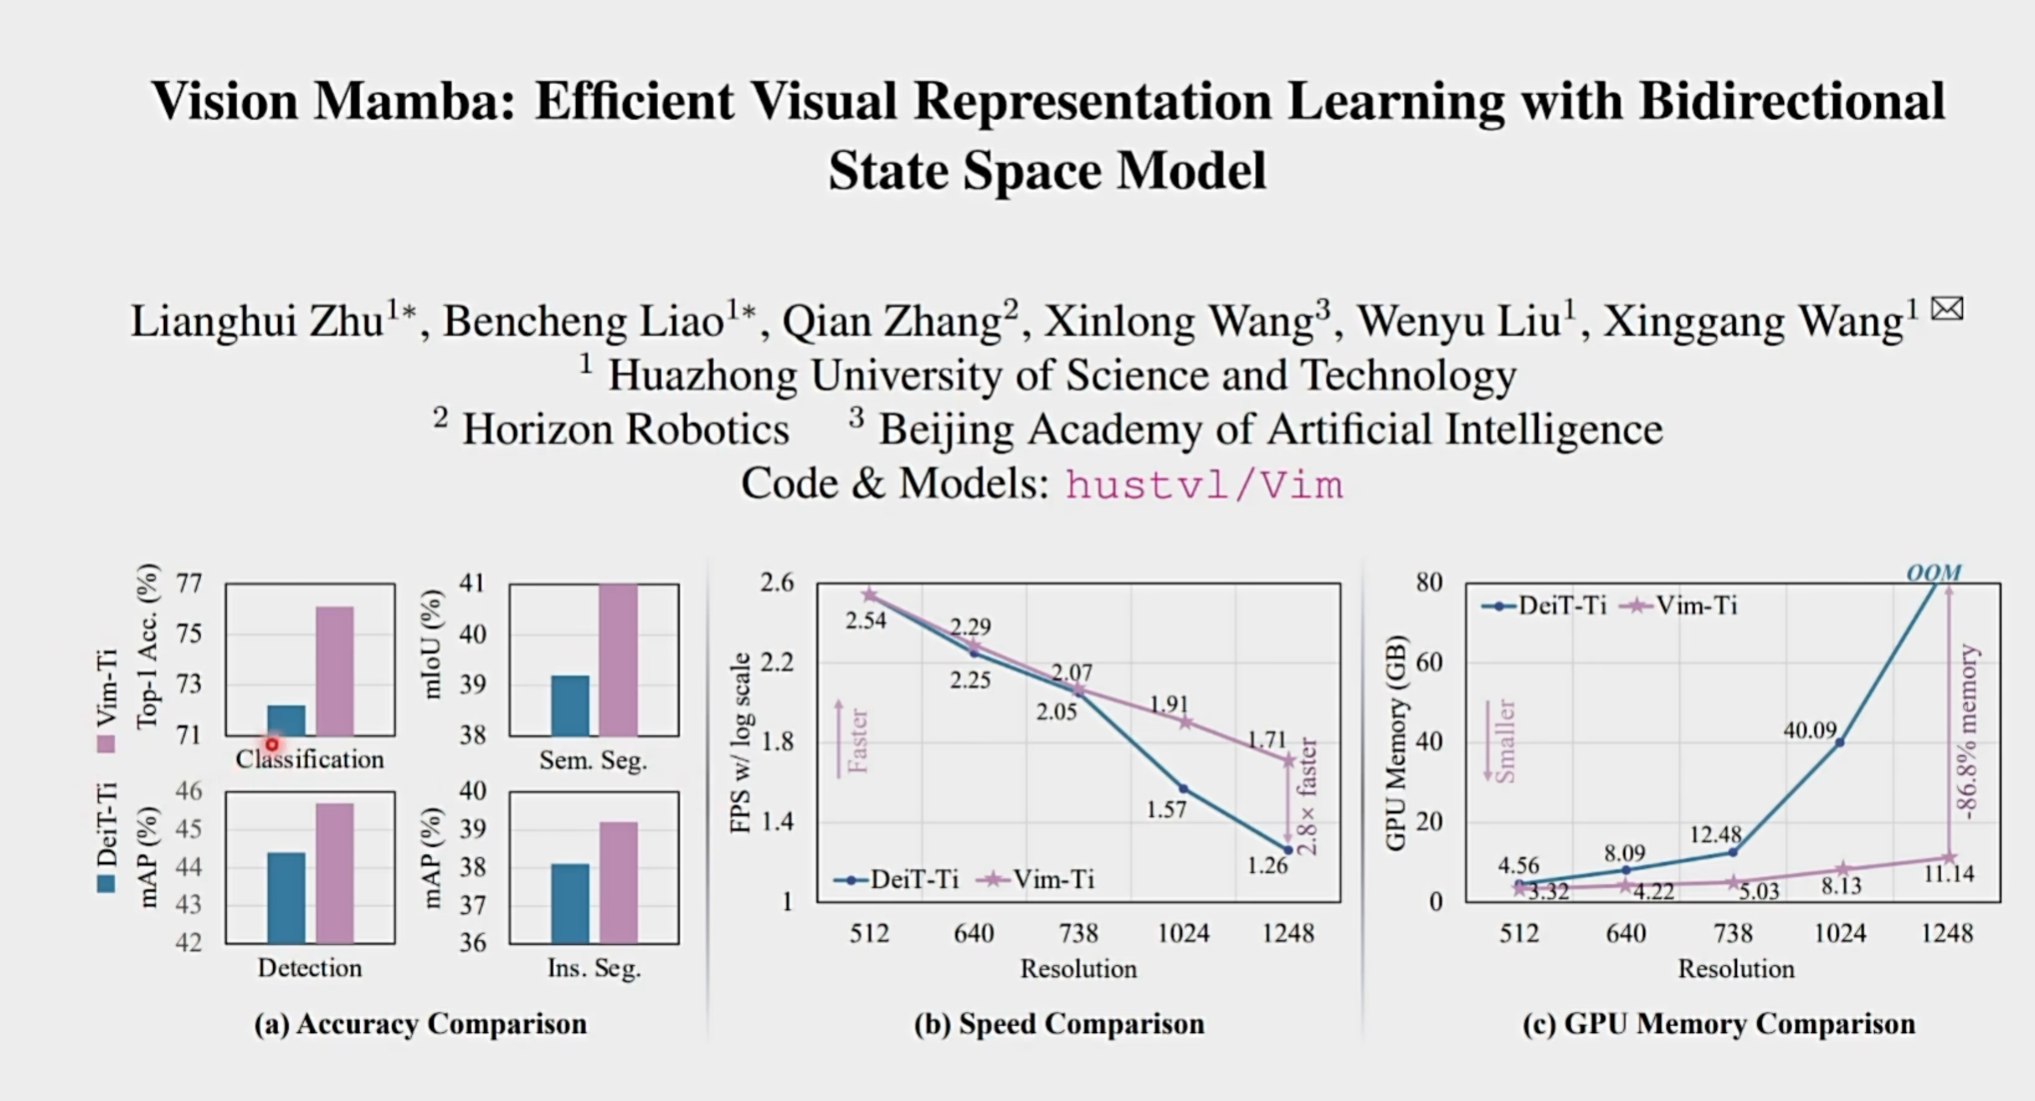 Vision Mamba: Efficient Visual Representation Learning with Bidirectional
State Space Model
Lianghui Zhu1*, Bencheng Liao1*, Qian Zhang2, Xinlong Wang3, Wenyu Liu1, Xinggang Wang1 ✉
1 Huazhong University of Science and Technology
2 Horizon Robotics 3 Beijing Academy of Artificial Intelligence
Code & Models: hustvl/Vim
DeiT-Ti Vim-Ti
Top-1 Acc. (%)
77
75
73
71
Classification
mIoU (%)
41
40
39
38
Sem. Seg.
mAP (%)
46
45
44
43
42
Detection
mAP (%)
40
39
38
37
36
Ins. Seg.
(a) Accuracy Comparison
FPS w/ log scale
2.6
2.2
1.8
1.4
1
Faster
2.54
2.29
2.25
2.07
2.05
1.91
1.57
1.71
1.26
2.8× faster
DeiT-Ti Vim-Ti
512 640 738 1024 1248
Resolution
(b) Speed Comparison
GPU Memory (GB)
80
60
40
20
0
DeiT-Ti Vim-Ti
OOM
Smaller
40.09
12.48
8.09
4.56
3.32
4.22
5.03
8.13
11.14
-86.8% memory
512 640 738 1024 1248
Resolution
(c) GPU Memory Comparison